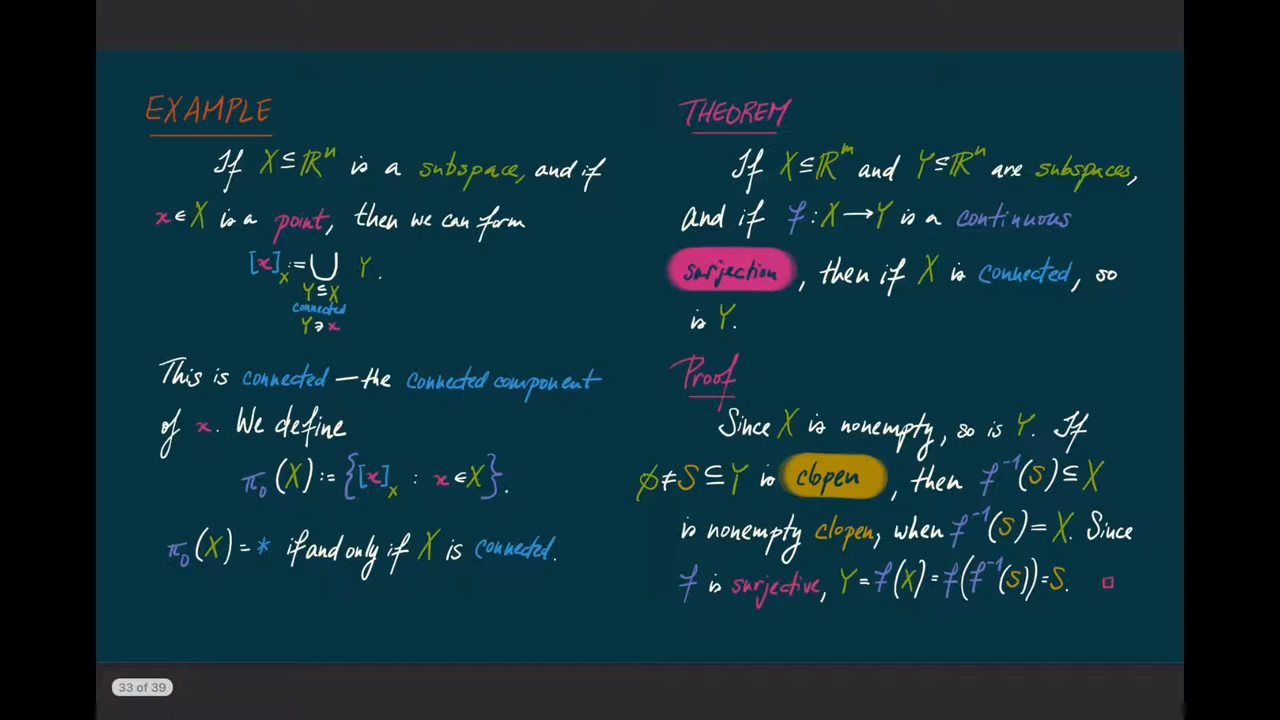 EXAMPLE
If X ⊆ ℝⁿ is a subspace, and if
x ∈ X is a point, then we can form
[x]_X := ⋃ Y.
Y ⊆ X
connected
Y ∋ x
This is connected — the connected component
of x. We define
π₀(X) := {[x]_X : x ∈ X}.
π₀(X) = * if and only if X is connected.
THEOREM
If X ⊆ ℝᵐ and Y ⊆ ℝⁿ are subspaces,
and if f : X → Y is a continuous
surjection, then if X is connected, so
is Y.
Proof
Since X is nonempty, so is Y. If
∅ ≠ S ⊆ Y is clopen, then f⁻¹(S) ⊆ X
is nonempty clopen, when f⁻¹(S) = X. Since
f is surjective, Y = f(X) = f(f⁻¹(S)) = S. □
33 of 39